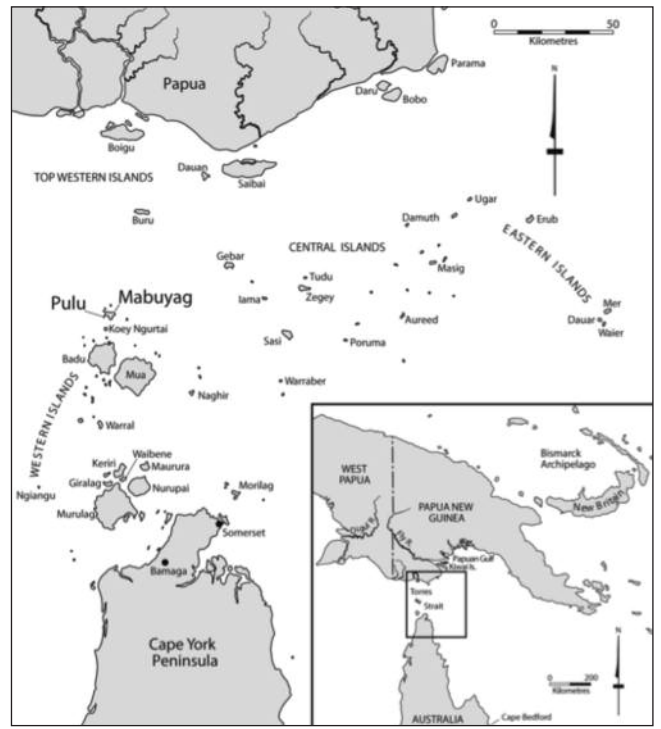 0
50
Kilometres
N
Parama
Papua
Daru
Bobo
Boigu
Dauan
TOP WESTERN ISLANDS
Saibai
Ugar
Buru
Damuth
Erub
EASTERN ISLANDS
CENTRAL ISLANDS
Gebar
Masig
Tudu
Zegey
Iama
Mer
Pulu
Mabuyag
Dauar
Waier
Koey Ngurtai
Aureed
Sasi
Poruma
Badu
Mua
Warraber
Naghir
WESTERN ISLANDS
Warral
Waibene
Keriri
Maurura
Giralag
Nurupai
Morilag
Ngiangu
Murulag
Somerset
Bamaga
Cape York
Peninsula
Bismarck
Archipelago
WEST
PAPUA
New Britain
PAPUA NEW
GUINEA
Fly R.
Papuan Gulf
Kiwai Is.
Torres
Strait
N
0
200
Kilometres
AUSTRALIA
Cape Bedford